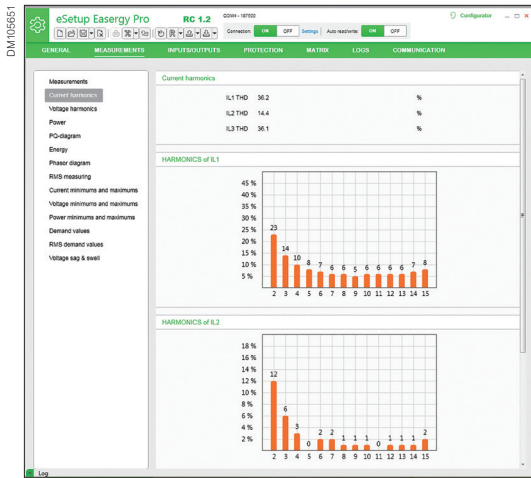 DM105651
eSetup Easergy Pro
RC 1.2
Connection: ON OFF Settings Auto read/write: ON OFF
Configurator
GENERAL MEASUREMENTS INPUTS/OUTPUTS PROTECTION MATRIX LOGS COMMUNICATION
Measurements
Current harmonics
Voltage harmonics
Power
PQ-diagram
Energy
Phasor diagram
RMS measuring
Current minimums and maximums
Voltage minimums and maximums
Power minimums and maximums
Demand values
RMS demand values
Voltage sag & swell
Current harmonics
IL1 THD 36.2 %
IL2 THD 14.4 %
IL3 THD 36.1 %
HARMONICS of IL1
45 %
40 %
35 %
30 %
25 %
20 %
15 %
10 %
5 %
23 14 10 8 7 6 6 5 6 6 6 6 7 8
2 3 4 5 6 7 8 9 10 11 12 13 14 15
HARMONICS of IL2
18 %
16 %
14 %
12 %
10 %
8 %
6 %
4 %
2 %
12 6 3 0 2 2 1 1 1 0 1 1 1 2
2 3 4 5 6 7 8 9 10 11 12 13 14 15
Log